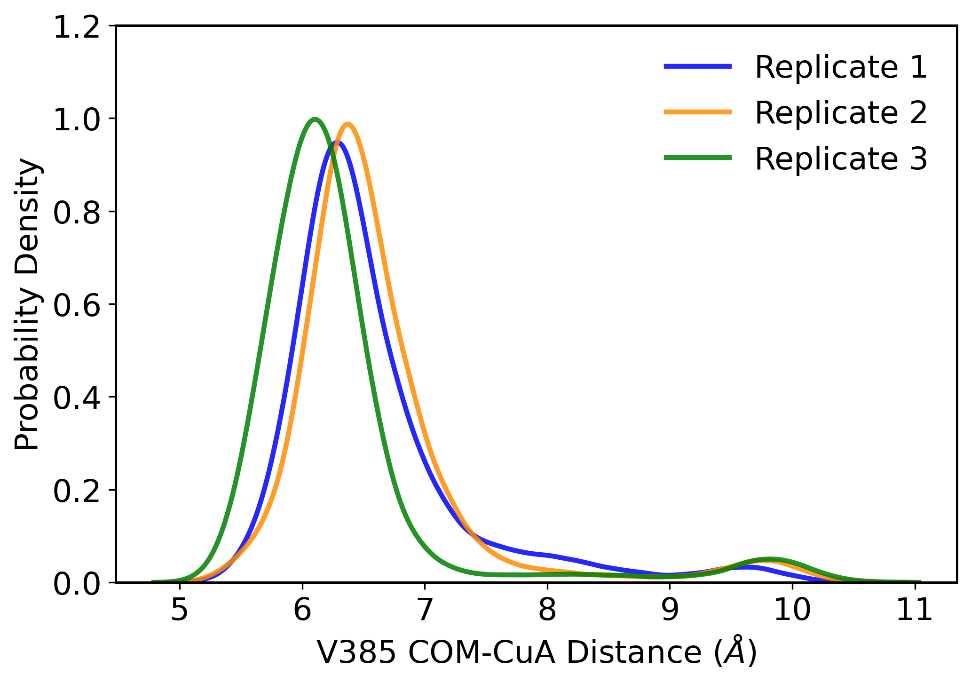 1.2
1.0
0.8
0.6
0.4
0.2
0.0
Probability Density
Replicate 1
Replicate 2
Replicate 3
5 6 7 8 9 10 11
V385 COM-CuA Distance (Å)